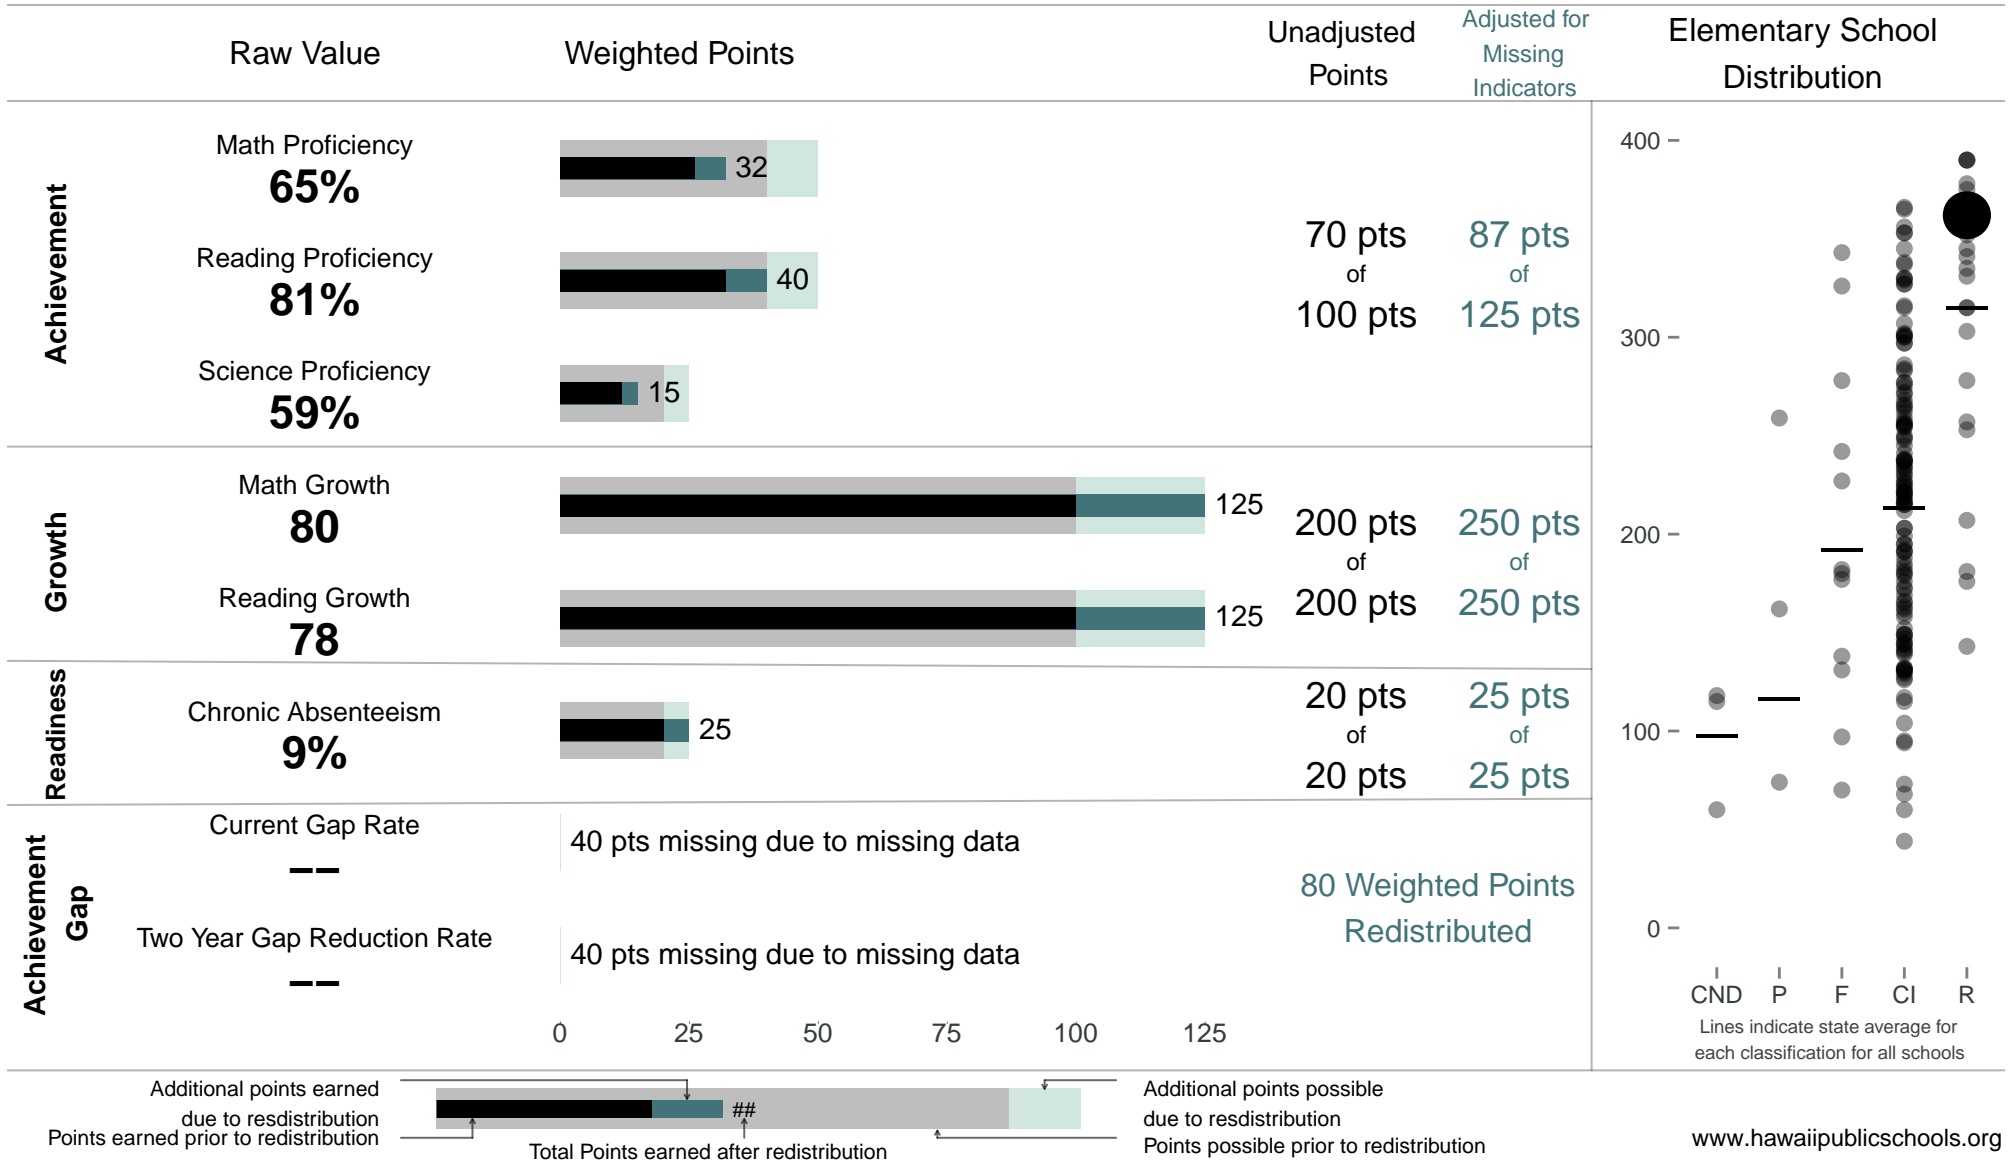 Raw Value
Weighted Points
Unadjusted
Points
Adjusted for
Missing
Indicators
Elementary School
Distribution
Achievement
Math Proficiency
65%
32
Reading Proficiency
81%
40
Science Proficiency
59%
15
70 pts
of
100 pts
87 pts
of
125 pts
Growth
Math Growth
80
125
Reading Growth
78
125
200 pts
of
200 pts
250 pts
of
250 pts
Readiness
Chronic Absenteeism
9%
25
20 pts
of
20 pts
25 pts
of
25 pts
Achievement
Gap
Current Gap Rate
--
40 pts missing due to missing data
Two Year Gap Reduction Rate
--
40 pts missing due to missing data
80 Weighted Points
Redistributed
0 25 50 75 100 125
400
300
200
100
0
CND P F CI R
Lines indicate state average for
each classification for all schools
Additional points earned
due to resdistribution
Points earned prior to redistribution
##
Total Points earned after redistribution
Additional points possible
due to resdistribution
Points possible prior to redistribution
www.hawaiipublicschools.org